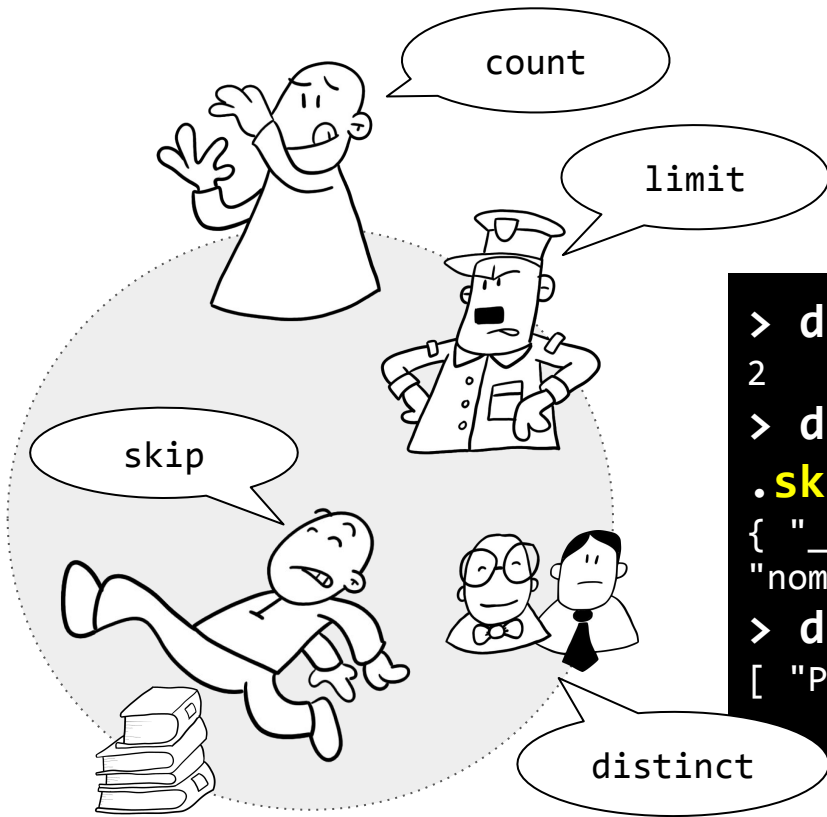 count
limit
> d
2
> d
.sk
skip
{ "_
"nom
> d
[ "P
distinct